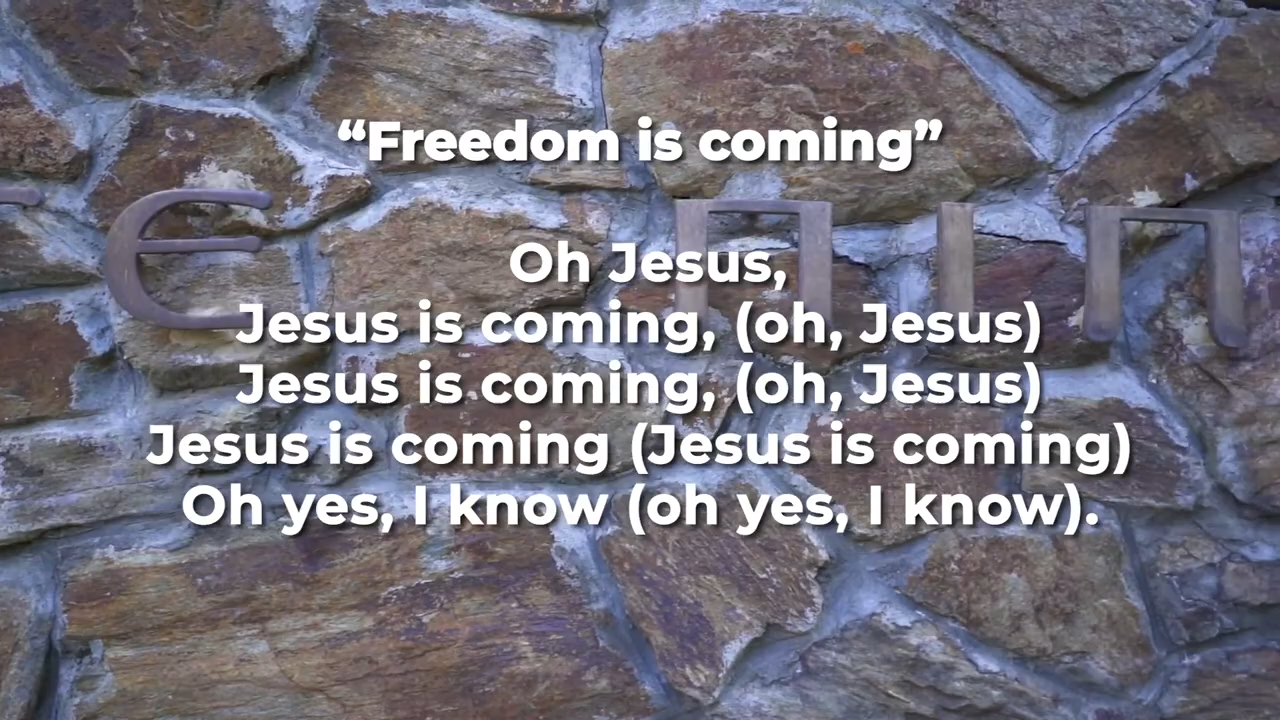 “Freedom is coming”
Oh Jesus,
Jesus is coming, (oh, Jesus)
Jesus is coming, (oh, Jesus)
Jesus is coming (Jesus is coming)
Oh yes, I know (oh yes, I know).